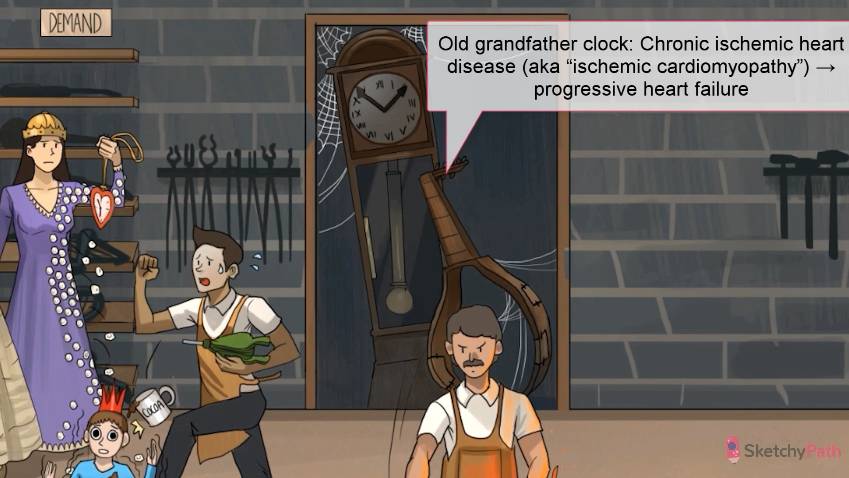 DEMAND
Old grandfather clock: Chronic ischemic heart
disease (aka “ischemic cardiomyopathy”) →
progressive heart failure
COCOA
SketchyPath